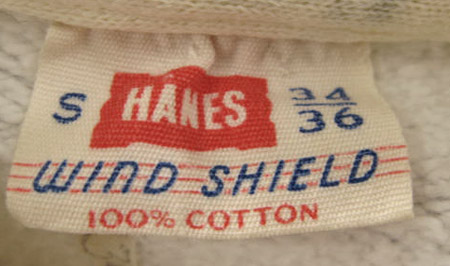 S HANES 34/36
WIND SHIELD
100% COTTON